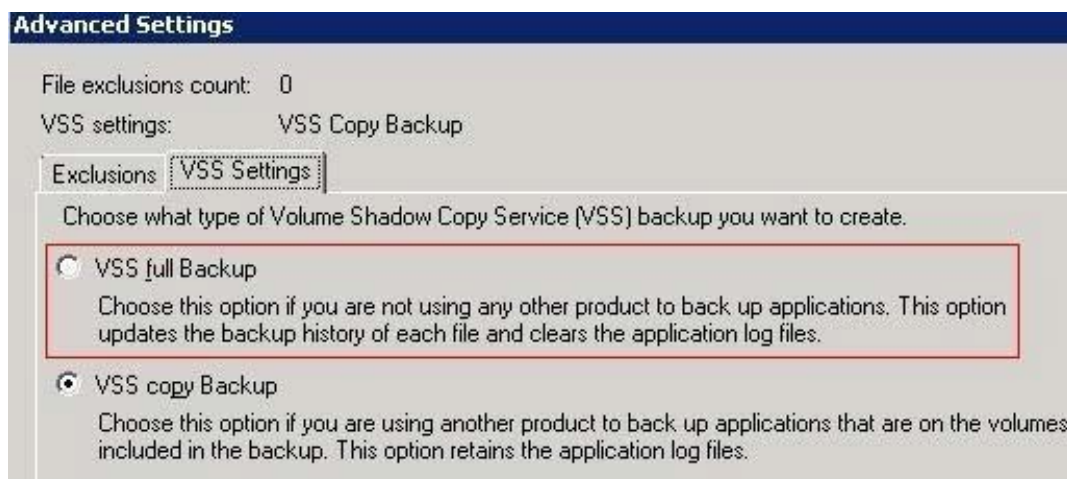 Advanced Settings
File exclusions count: 0
VSS settings: VSS Copy Backup
Exclusions VSS Settings
Choose what type of Volume Shadow Copy Service (VSS) backup you want to create.
VSS full Backup
Choose this option if you are not using any other product to back up applications. This option
updates the backup history of each file and clears the application log files.
VSS copy Backup
Choose this option if you are using another product to back up applications that are on the volumes
included in the backup. This option retains the application log files.